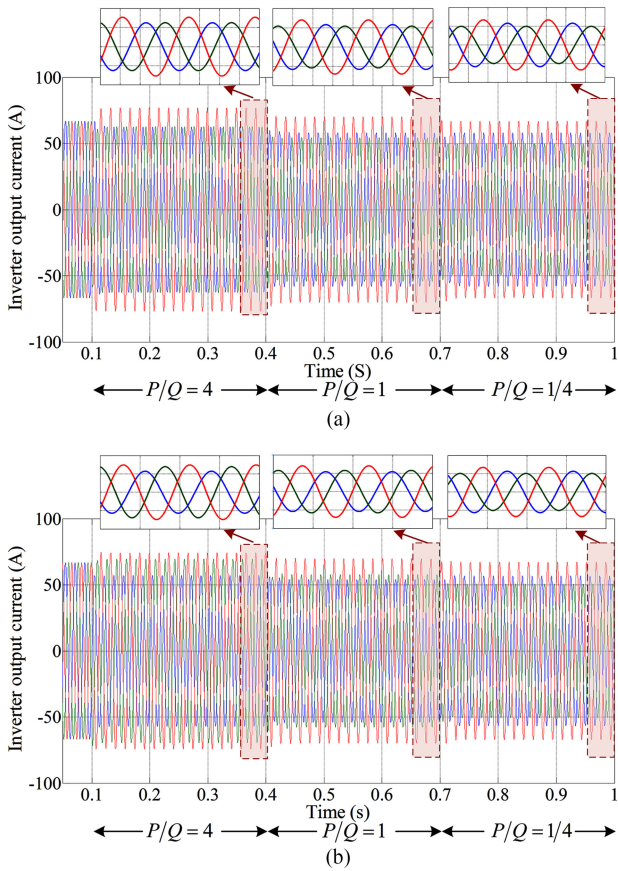 Inverter output current (A)
100
50
0
-50
-100
0.1 0.2 0.3 0.4 0.5 0.6 0.7 0.8 0.9 1
Time (S)
P/Q = 4 P/Q = 1 P/Q = 1/4
(a)
Inverter output current (A)
100
50
0
-50
-100
0.1 0.2 0.3 0.4 0.5 0.6 0.7 0.8 0.9 1
Time (s)
P/Q = 4 P/Q = 1 P/Q = 1/4
(b)